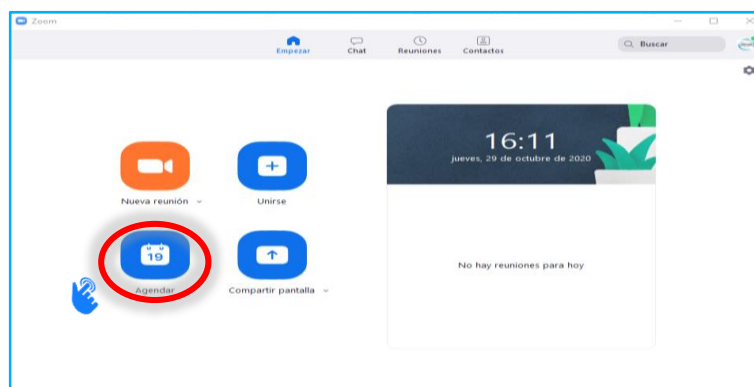 Zoom
Empezar
Chat
Reuniones
Contactos
Buscar
16:11
jueves, 29 de octubre de 2020
Nueva reunión
Unirse
19
Agendar
Compartir pantalla
No hay reuniones para hoy